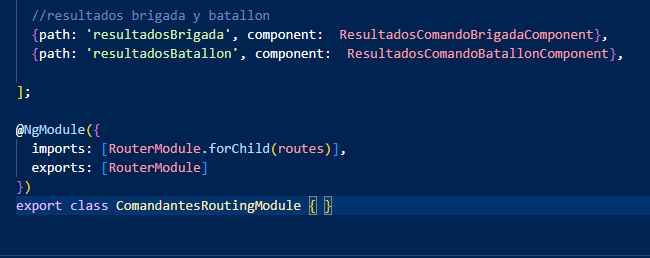 //resultados brigada y batallon
{path: 'resultadosBrigada', component:  ResultadosComandoBrigadaComponent},
{path: 'resultadosBatallon', component:  ResultadosComandoBatallonComponent},
];
@NgModule({
imports: [RouterModule.forChild(routes)],
exports: [RouterModule]
})
export class ComandantesRoutingModule { }